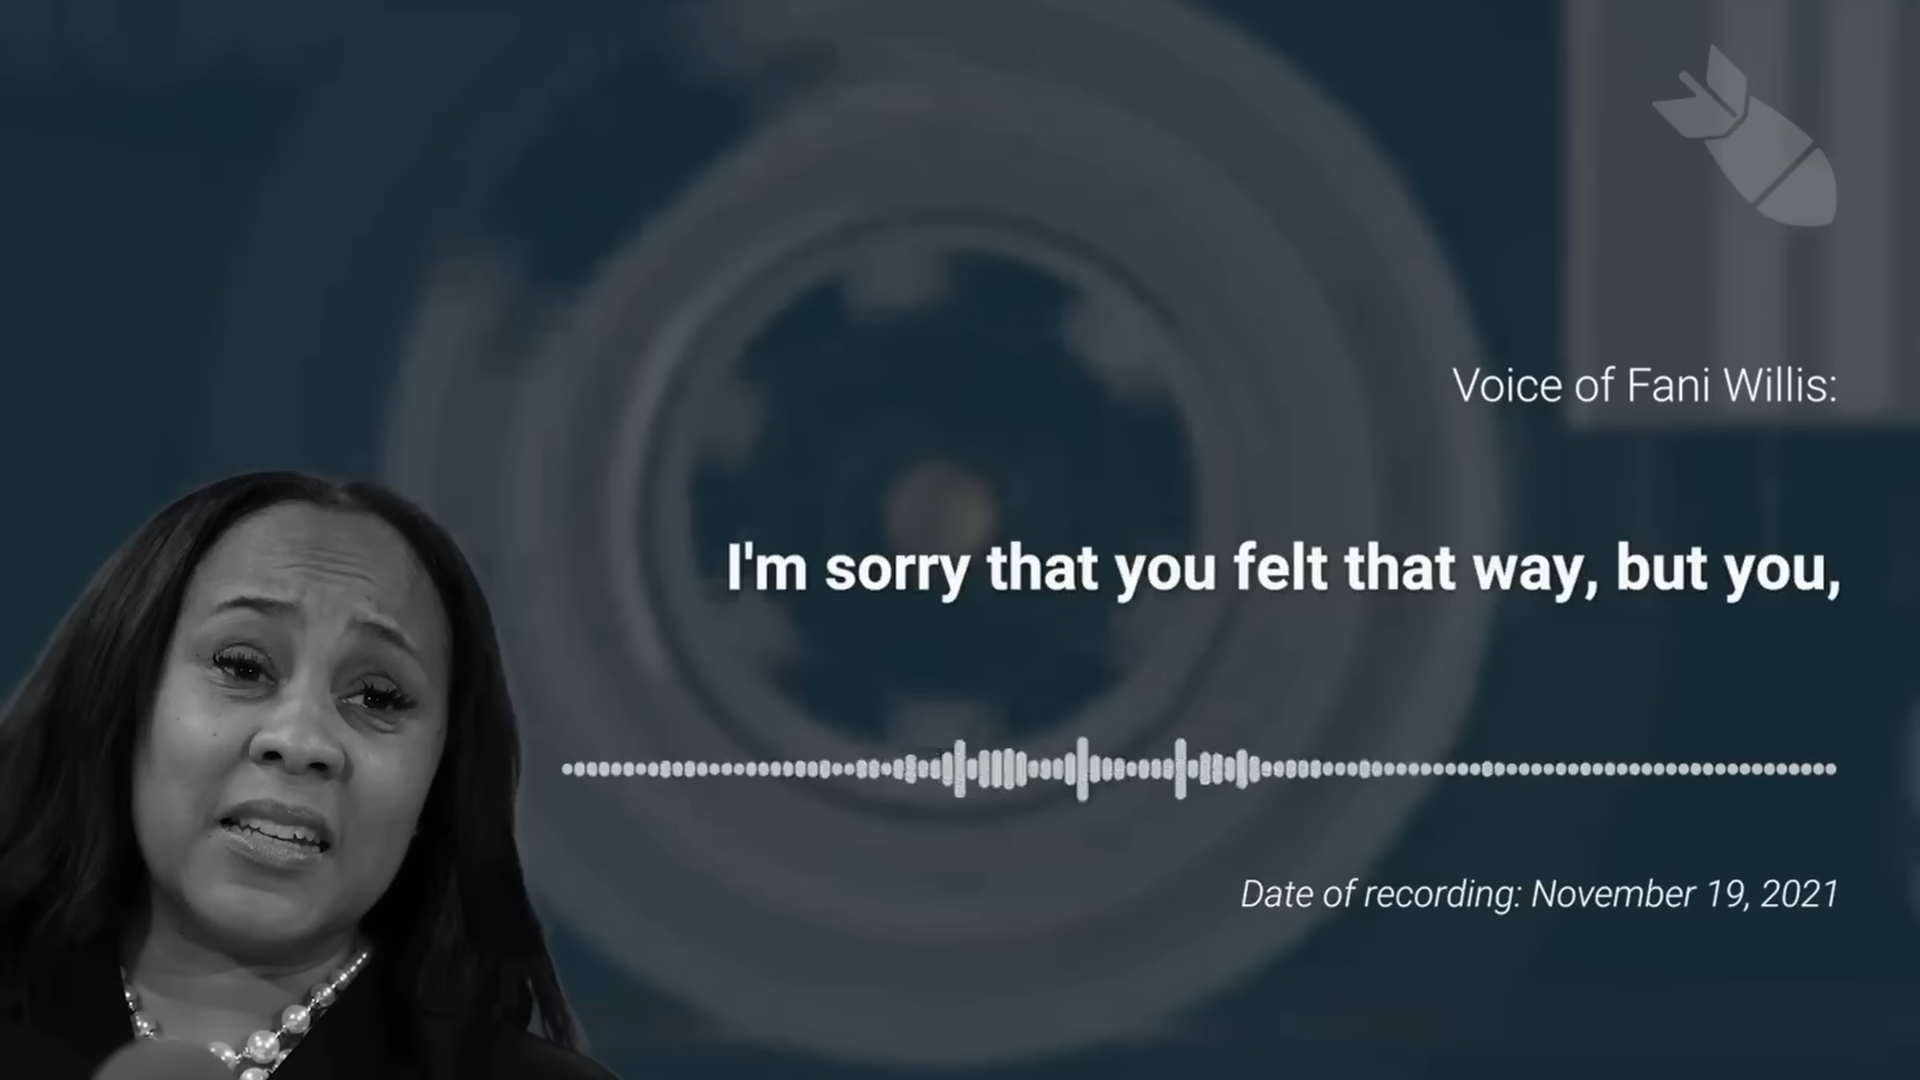 Voice of Fani Willis:
I'm sorry that you felt that way, but you,
Date of recording: November 19, 2021